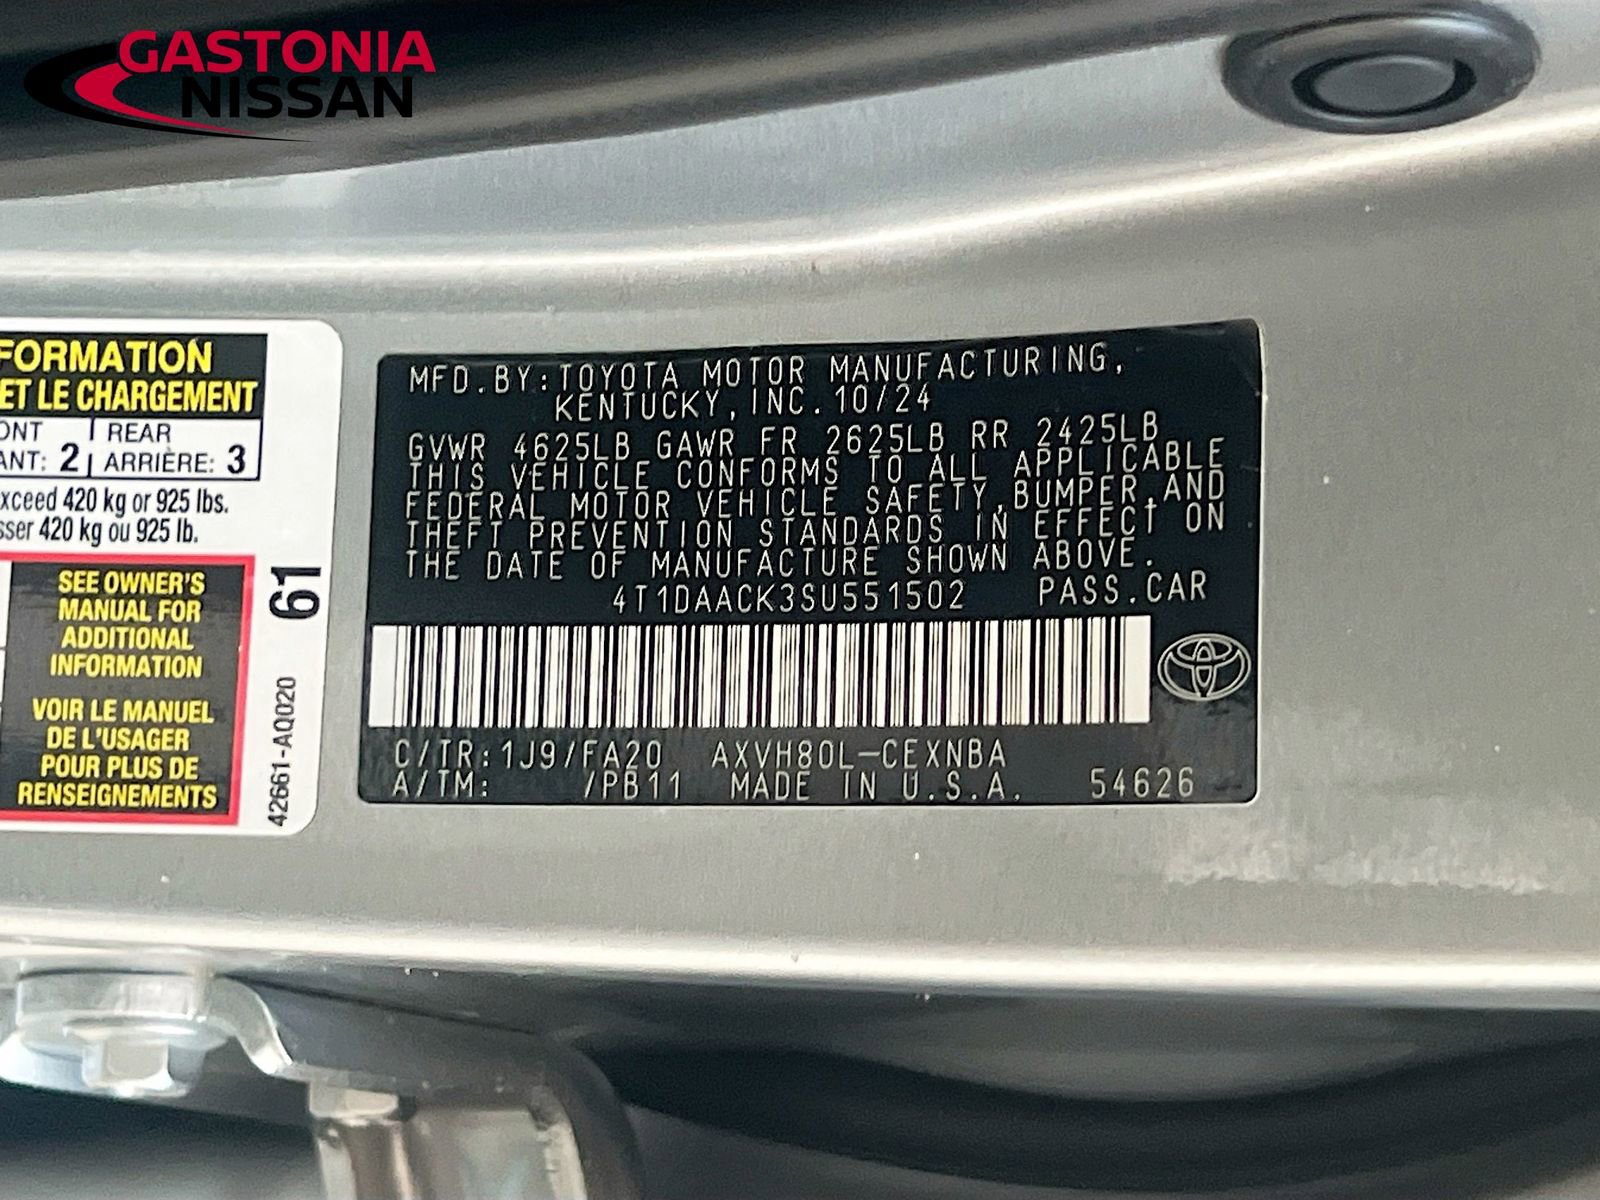 GASTONIA
NISSAN
FORMATION
ET LE CHARGEMENT
ONT
REAR
ANT: 2
ARRIÈRE: 3
xceed 420 kg or 925 lbs.
sser 420 kg ou 925 lb.
SEE OWNER'S
MANUAL FOR
ADDITIONAL
INFORMATION
VOIR LE MANUEL
DE L'USAGER
POUR PLUS DE
RENSEIGNEMENTS
61
42661-AQ020
MFD.BY:TOYOTA MOTOR MANUFACTURING,
KENTUCKY, INC. 10/24
GVWR 4625LB GAWR FR 2625LB RR 2425LB
THIS VEHICLE CONFORMS TO ALL APPLICABLE
FEDERAL MOTOR VEHICLE SAFETY,BUMPER,AND
THEFT PREVENTION STANDARDS IN EFFECT ON
THE DATE OF MANUFACTURE SHOWN ABOVE.
4T1DAACK3SU551502 PASS.CAR
C/TR:1J9/FA20 AXVH80L-CEXNBA
A/TM: /PB11 MADE IN U.S.A. 54626